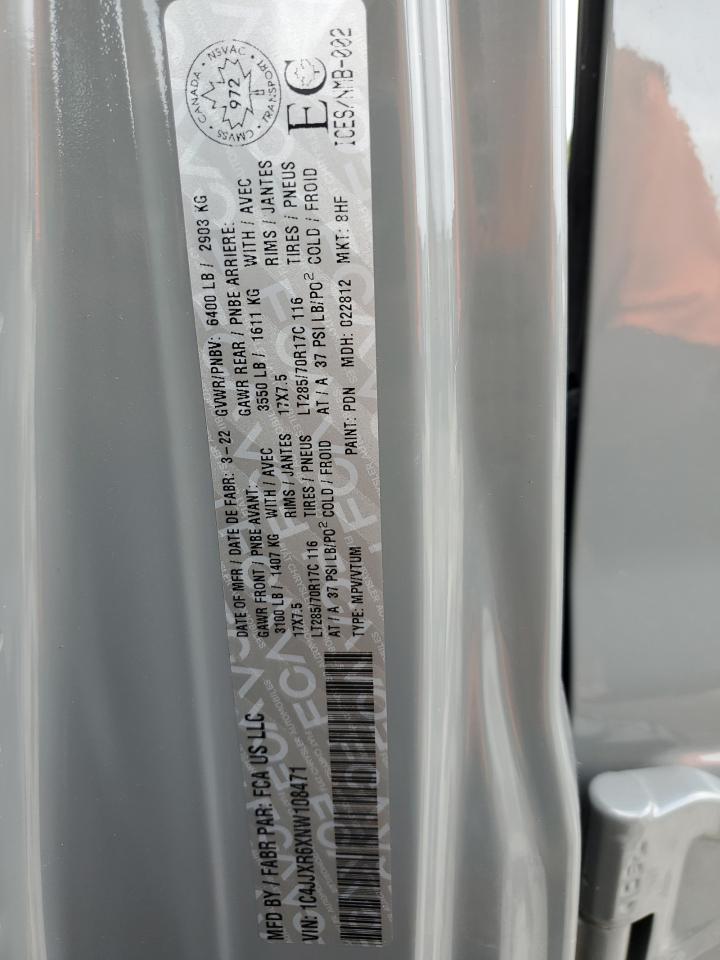 MFD BY / FABR PAR: FCA US LLC
DATE OF MFR / DATE DE FABR: 3-22
GVWR/PNBV: 6400 LB / 2903 KG
GAWR FRONT / PNBE AVANT:
3100 LB / 1407 KG
WITH / AVEC
17X7.5
RIMS / JANTES
LT285/70R17C 116
TIRES / PNEUS
AT / A 37 PSI LB/PO² COLD / FROID
GAWR REAR / PNBE ARRIERE:
3550 LB / 1611 KG
WITH / AVEC
17X7.5
RIMS / JANTES
LT285/70R17C 116
TIRES / PNEUS
AT / A 37 PSI LB/PO² COLD / FROID
VIN: 1C4JJXR6XNW108471
TYPE: MPV/VTUM
PAINT: PDN
MDH: 022812
MKT: 8HF
CANADA NSVAC
972
TRANSPORT CMVSS
EC
ICES/NMB-002
FCA